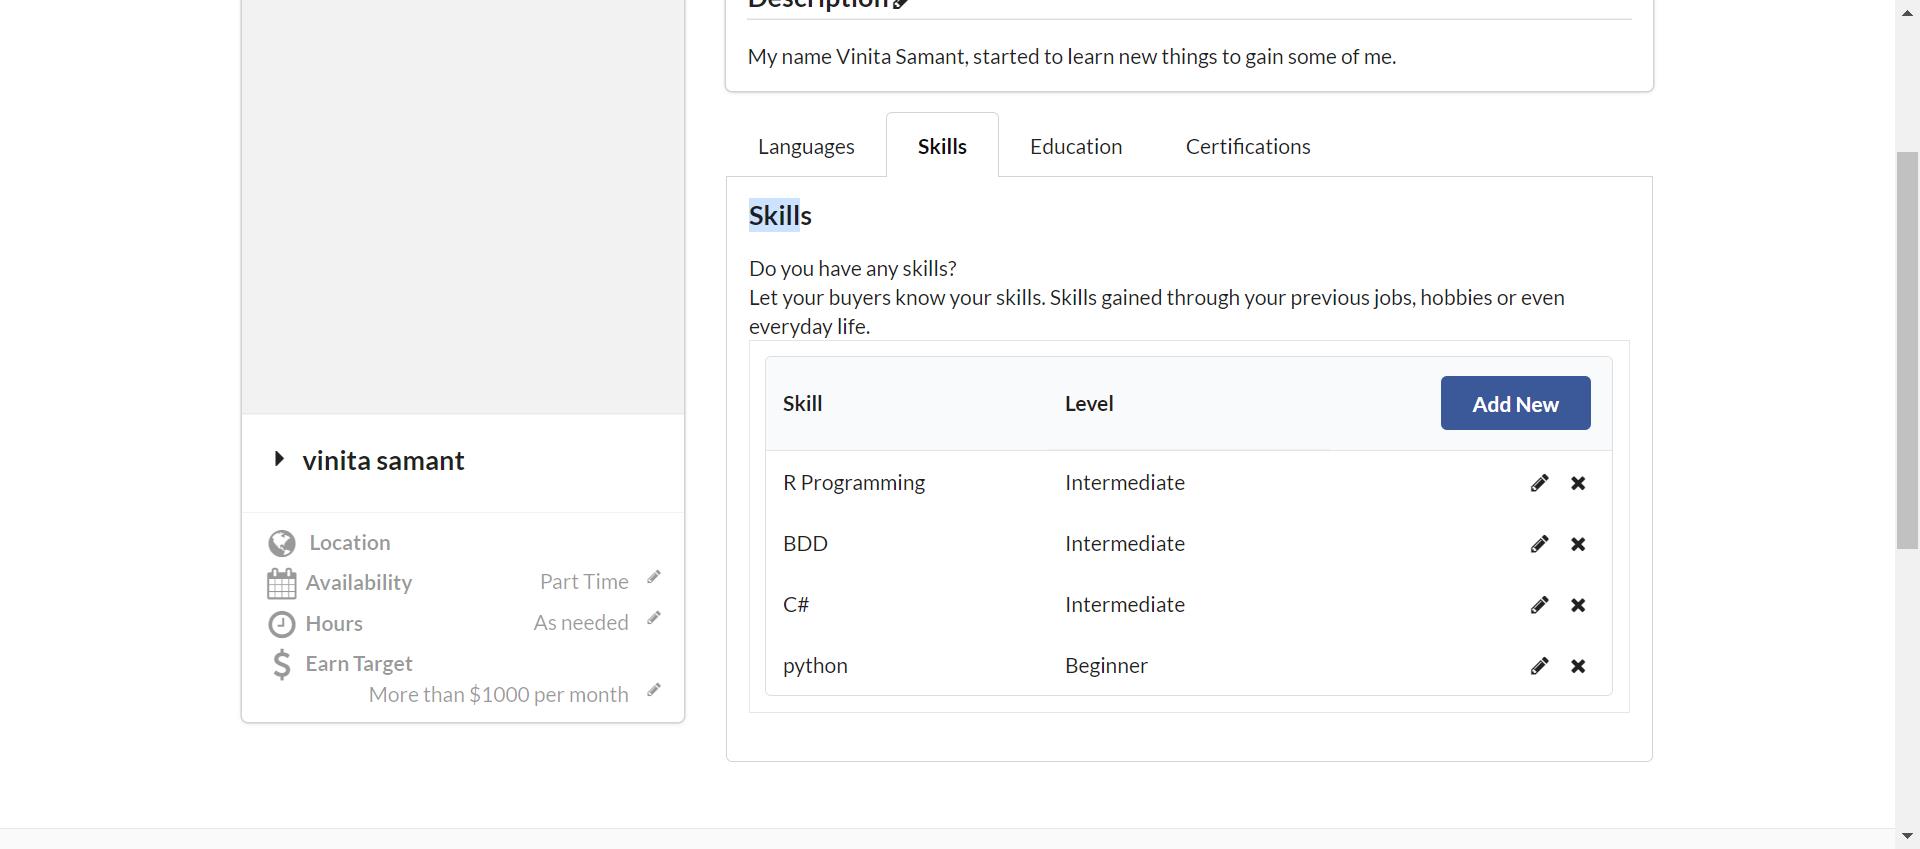 Description
My name Vinita Samant, started to learn new things to gain some of me.
Languages
Skills
Education
Certifications
Skills
Do you have any skills?
Let your buyers know your skills. Skills gained through your previous jobs, hobbies or even
everyday life.
Skill Level Add New
R Programming Intermediate
BDD Intermediate
C# Intermediate
python Beginner
vinita samant
Location
Availability Part Time
Hours As needed
Earn Target
More than $1000 per month